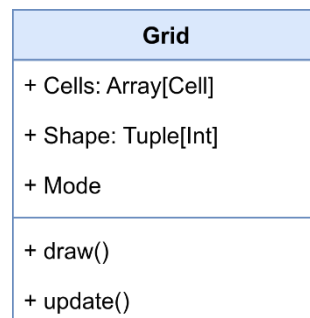 Grid
+ Cells: Array[Cell]
+ Shape: Tuple[Int]
+ Mode
+ draw()
+ update()